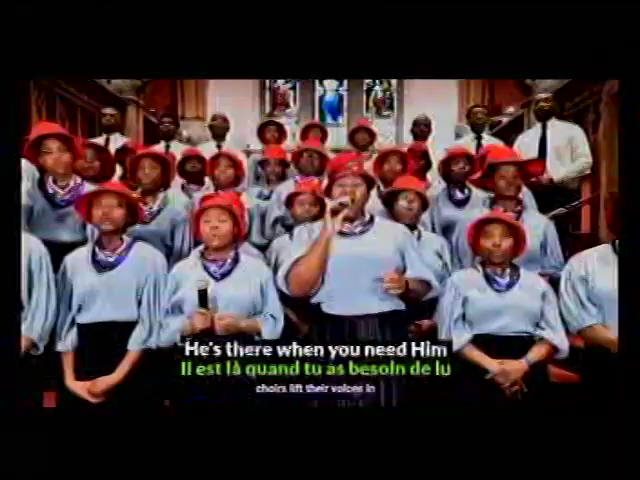 He's there when you need Him
Il est là quand tu as besoin de lu
choirs lift their voices in